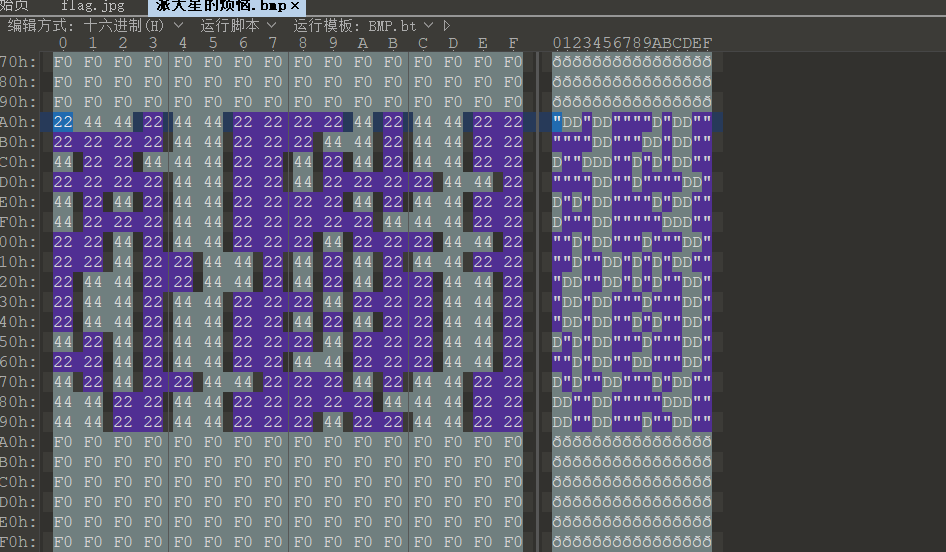 始页 flag.jpg 派大星的烦恼.bmp ×
编辑方式: 十六进制(H) 运行脚本 运行模板: BMP.bt
0 1 2 3 4 5 6 7 8 9 A B C D E F 0123456789ABCDEF
70h: F0 F0 F0 F0 F0 F0 F0 F0 F0 F0 F0 F0 F0 F0 F0 F0 ðððððððððððððððð
80h: F0 F0 F0 F0 F0 F0 F0 F0 F0 F0 F0 F0 F0 F0 F0 F0 ðððððððððððððððð
90h: F0 F0 F0 F0 F0 F0 F0 F0 F0 F0 F0 F0 F0 F0 F0 F0 ðððððððððððððððð
A0h: 22 44 44 22 44 44 22 22 22 22 44 22 44 44 22 22 "DD"DD""""D"DD""
B0h: 22 22 22 22 44 44 22 22 22 44 44 22 44 44 22 22 """"DD"""DD"DD""
C0h: 44 22 22 44 44 44 22 22 44 22 44 22 44 44 22 22 D""DDD""D"D"DD""
D0h: 22 22 22 22 44 44 22 22 44 22 22 22 22 44 44 22 """"DD""D""""DD"
E0h: 44 22 44 22 44 44 22 22 22 22 44 22 44 44 22 22 D"D"DD""""D"DD""
F0h: 44 22 22 22 44 44 22 22 22 22 22 44 44 44 22 22 D"""DD"""""DDD""
00h: 22 22 44 22 44 44 22 22 22 44 22 22 22 44 44 22 ""D"DD"""D"""DD"
10h: 22 22 44 22 22 44 44 22 44 22 44 22 44 44 22 22 ""D""DD"D"D"DD""
20h: 22 44 44 22 22 44 44 22 44 22 44 22 22 44 44 22 "DD""DD"D"D""DD"
30h: 22 44 44 22 44 44 22 22 22 44 22 22 22 44 44 22 "DD"DD"""D"""DD"
40h: 22 44 44 22 44 44 22 22 44 22 44 22 22 44 44 22 "DD"DD""D"D""DD"
50h: 44 22 44 22 44 44 22 22 22 44 22 22 22 44 44 22 D"D"DD"""D"""DD"
60h: 22 22 44 22 44 44 22 22 44 44 22 22 22 44 44 22 ""D"DD""DD"""DD"
70h: 44 22 44 22 22 44 44 22 22 22 44 22 44 44 22 22 D"D""DD"""D"DD""
80h: 44 44 22 22 44 44 22 22 22 22 22 44 44 44 22 22 DD""DD"""""DDD""
90h: 44 44 22 22 44 44 22 22 22 44 22 22 22 44 44 22 DD""DD"""D"""DD"
A0h: F0 F0 F0 F0 F0 F0 F0 F0 F0 F0 F0 F0 F0 F0 F0 F0 ðððððððððððððððð
B0h: F0 F0 F0 F0 F0 F0 F0 F0 F0 F0 F0 F0 F0 F0 F0 F0 ðððððððððððððððð
C0h: F0 F0 F0 F0 F0 F0 F0 F0 F0 F0 F0 F0 F0 F0 F0 F0 ðððððððððððððððð
D0h: F0 F0 F0 F0 F0 F0 F0 F0 F0 F0 F0 F0 F0 F0 F0 F0 ðððððððððððððððð
E0h: F0 F0 F0 F0 F0 F0 F0 F0 F0 F0 F0 F0 F0 F0 F0 F0 ðððððððððððððððð
F0h: F0 F0 F0 F0 F0 F0 F0 F0 F0 F0 F0 F0 F0 F0 F0 F0 ðððððððððððððððð